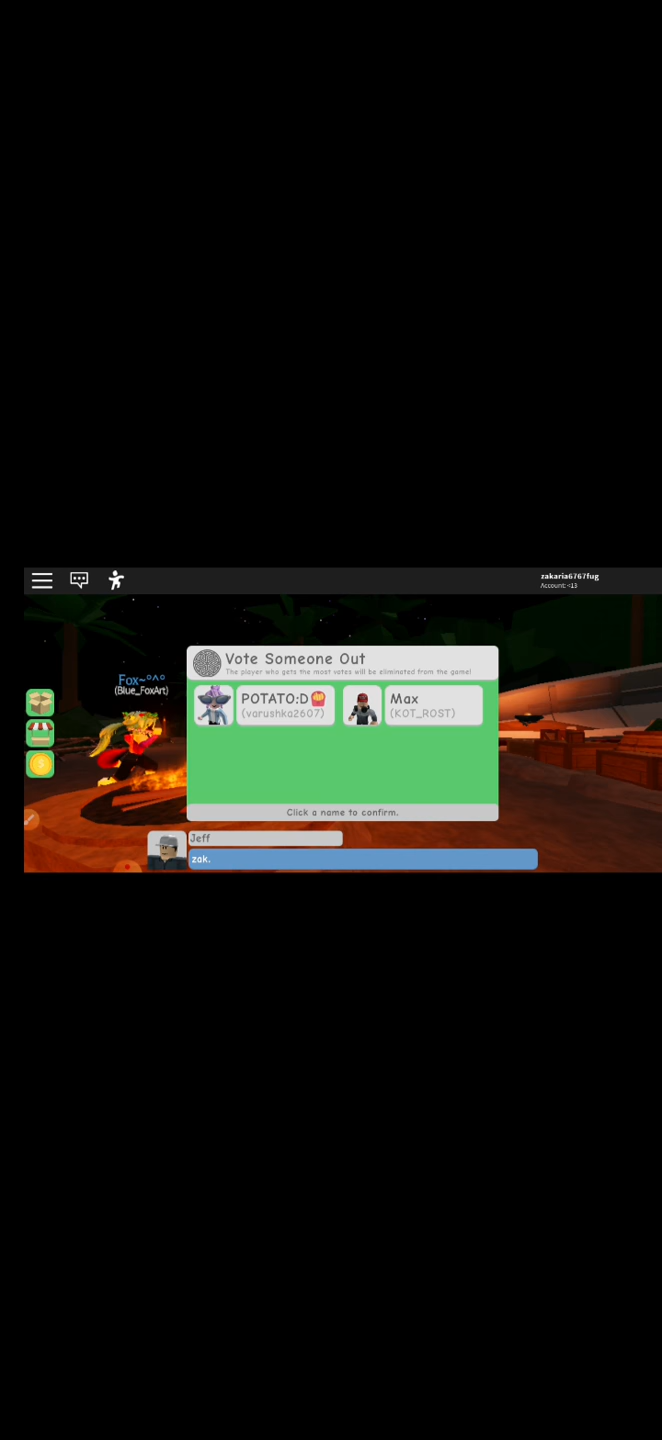 zakaria6767fug
Account: <13
Vote Someone Out
The player who gets the most votes will be eliminated from the game!
Fox~°^°
(Blue_FoxArt)
POTATO:D🍟
(varushka2607)
Max
(KOT_ROST)
Click a name to confirm.
Jeff
zak.